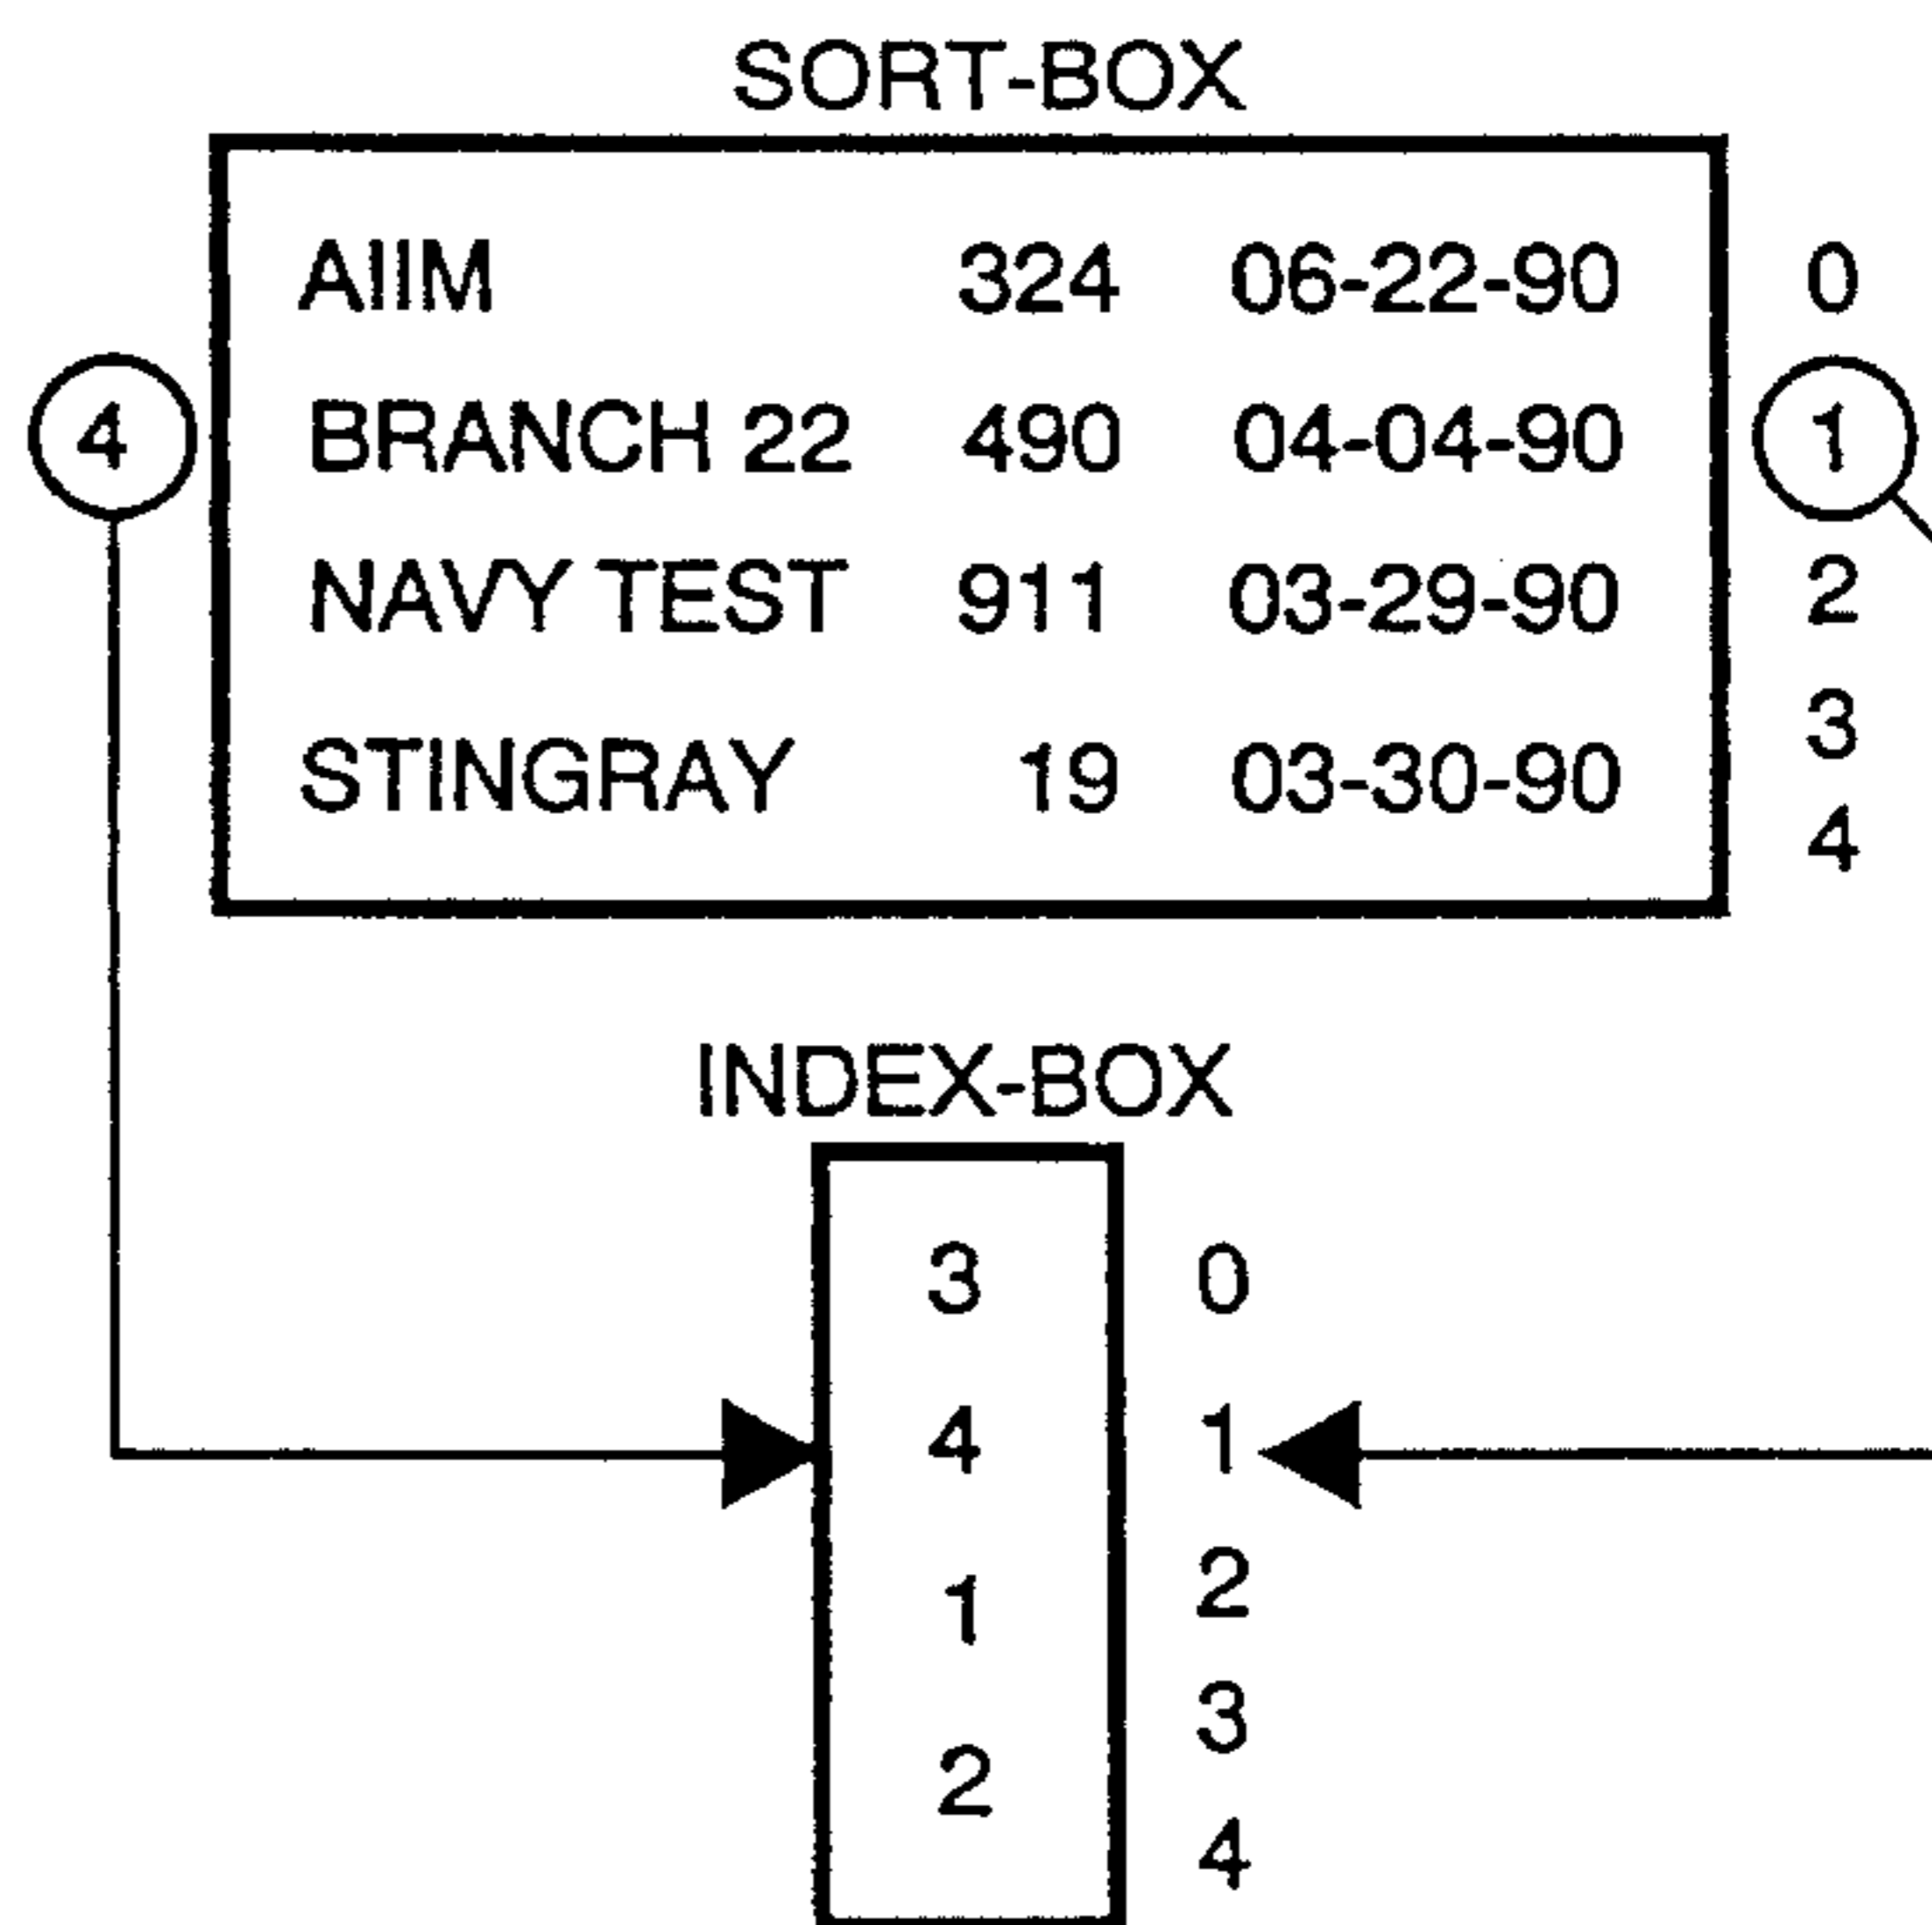 SORT-BOX
AIIM 324 06-22-90 0
4 BRANCH 22 490 04-04-90 1
NAVY TEST 911 03-29-90 2
3
STINGRAY 19 03-30-90
4
INDEX-BOX
3 0
4 1
1 2
3
2
4